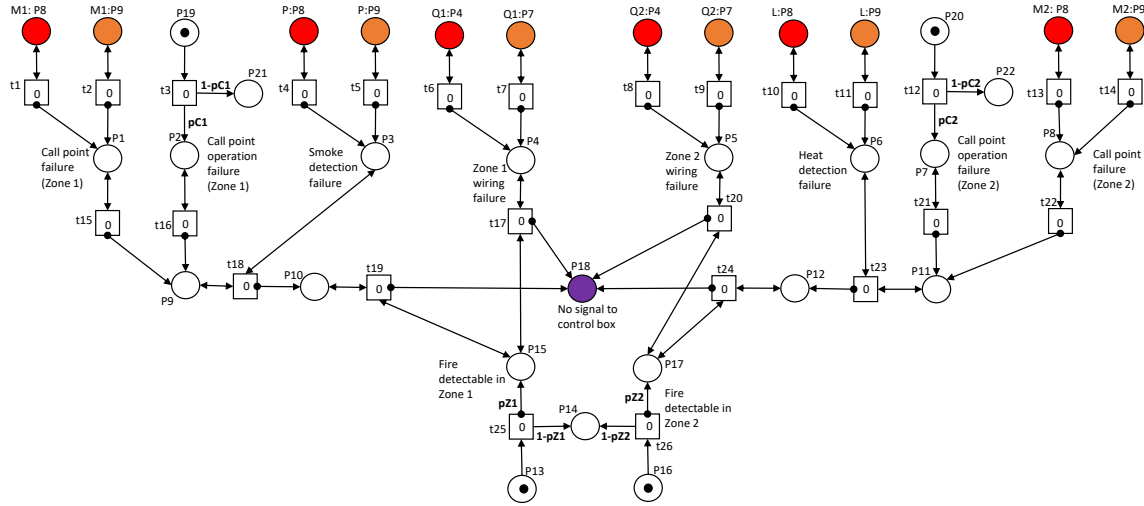 M1: P8
M1:P9
P19
P:P8
P:P9
Q1:P4
Q1:P7
Q2:P4
Q2:P7
L:P8
L:P9
P20
M2: P8
M2:P9
t1
0
t2
0
t3
0
1-pC1
P21
t4
0
t5
0
t6
0
t7
0
t8
0
t9
0
t10
0
t11
0
t12
0
1-pC2
P22
t13
0
t14
0
pC1
pC2
P1
P2
P3
P4
P5
P6
P7
P8
Call point
failure
(Zone 1)
Call point
operation
failure
(Zone 1)
Smoke
detection
failure
Zone 1
wiring
failure
Zone 2
wiring
failure
Heat
detection
failure
Call point
operation
failure
(Zone 2)
Call point
failure
(Zone 2)
t15
0
t16
0
t17
0
t20
0
t21
0
t22
0
P9
t18
0
P10
t19
0
P18
No signal to
control box
t24
0
P12
t23
0
P11
P15
P17
Fire
detectable in
Zone 1
Fire
detectable in
Zone 2
pZ1
pZ2
t25
0
1-pZ1
P14
1-pZ2
0
t26
P13
P16